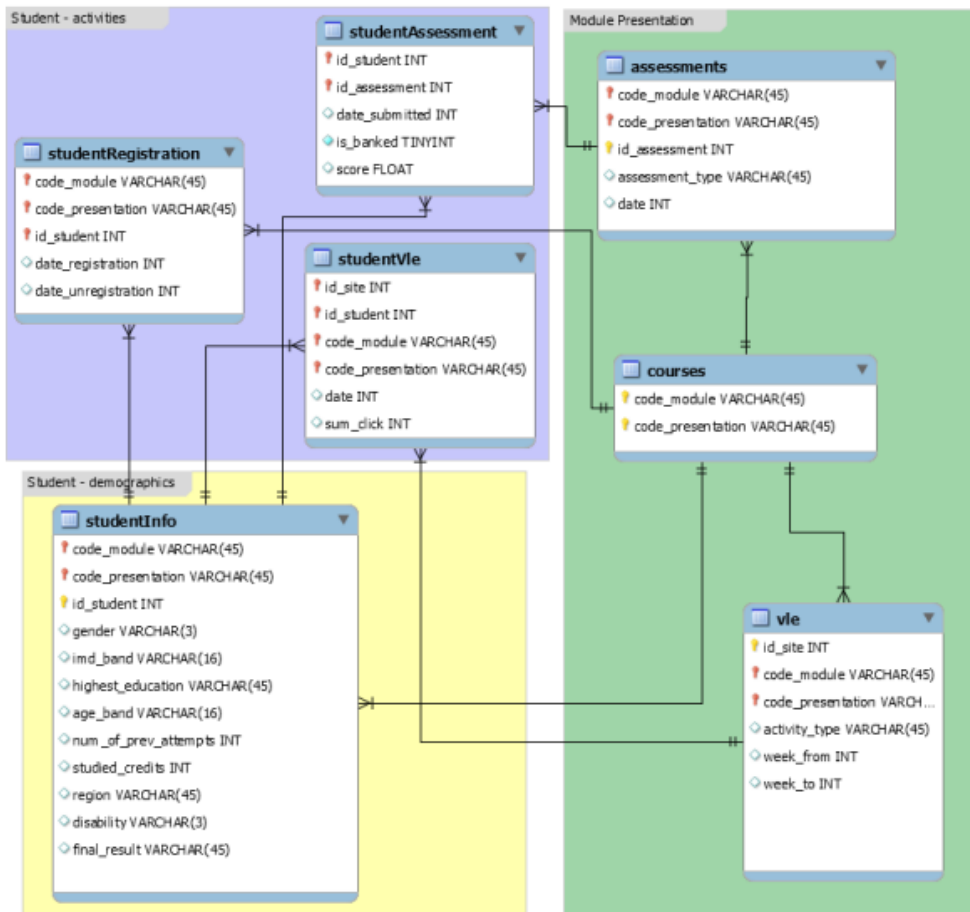 Student - activities
studentAssessment
id_student INT
id_assessment INT
date_submitted INT
is_banked TINYINT
score FLOAT
studentRegistration
code_module VARCHAR(45)
code_presentation VARCHAR(45)
id_student INT
date_registration INT
date_unregistration INT
studentVle
id_site INT
id_student INT
code_module VARCHAR(45)
code_presentation VARCHAR(45)
date INT
sum_click INT
Student - demographics
studentInfo
code_module VARCHAR(45)
code_presentation VARCHAR(45)
id_student INT
gender VARCHAR(3)
imd_band VARCHAR(16)
highest_education VARCHAR(45)
age_band VARCHAR(16)
num_of_prev_attempts INT
studied_credits INT
region VARCHAR(45)
disability VARCHAR(3)
final_result VARCHAR(45)
Module Presentation
assessments
code_module VARCHAR(45)
code_presentation VARCHAR(45)
id_assessment INT
assessment_type VARCHAR(45)
date INT
courses
code_module VARCHAR(45)
code_presentation VARCHAR(45)
vle
id_site INT
code_module VARCHAR(45)
code_presentation VARCH...
activity_type VARCHAR(45)
week_from INT
week_to INT